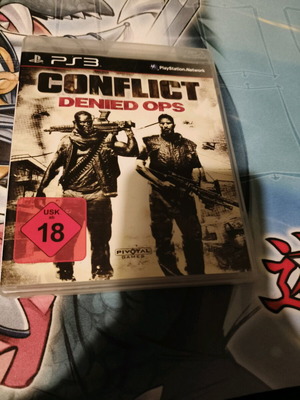 PS3
PlayStation Network
CONFLICT
DENIED OPS
USK
ab
18
PIVOTAL
GAMES